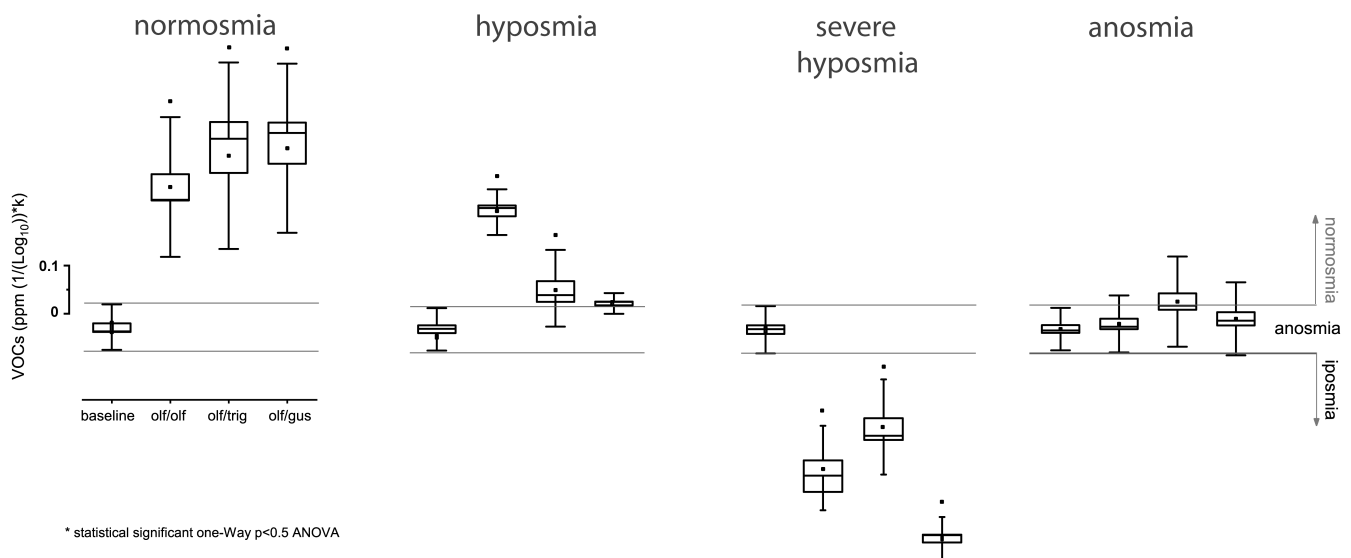 normosmia
hyposmia
severe
hyposmia
anosmia
VOCs (ppm (1/(Log10))*k)
0.1
0
baseline
olf/olf
olf/trig
olf/gus
normosmia
anosmia
iposmia
* statistical significant one-Way p<0.5 ANOVA